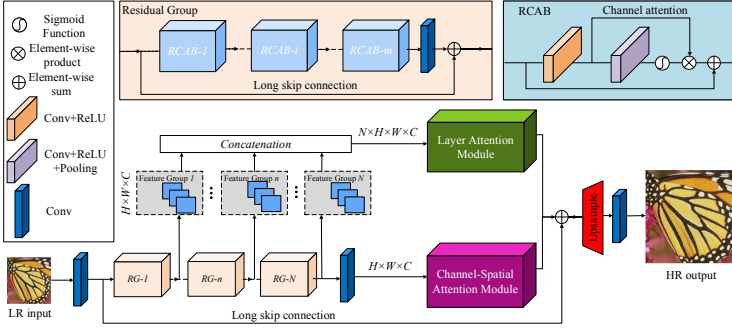 Sigmoid
Function
Element-wise
product
Element-wise
sum
Conv+ReLU
Conv+ReLU
+Pooling
Conv
Residual Group
RCAB-1
RCAB-i
RCAB-m
Long skip connection
RCAB
Channel attention
Concatenation
N×H×W×C
Layer Attention
Module
H×W×C
Feature Group 1
Feature Group n
Feature Group N
RG-1
RG-n
RG-N
H×W×C
Channel-Spatial
Attention Module
Upsample
LR input
Long skip connection
HR output